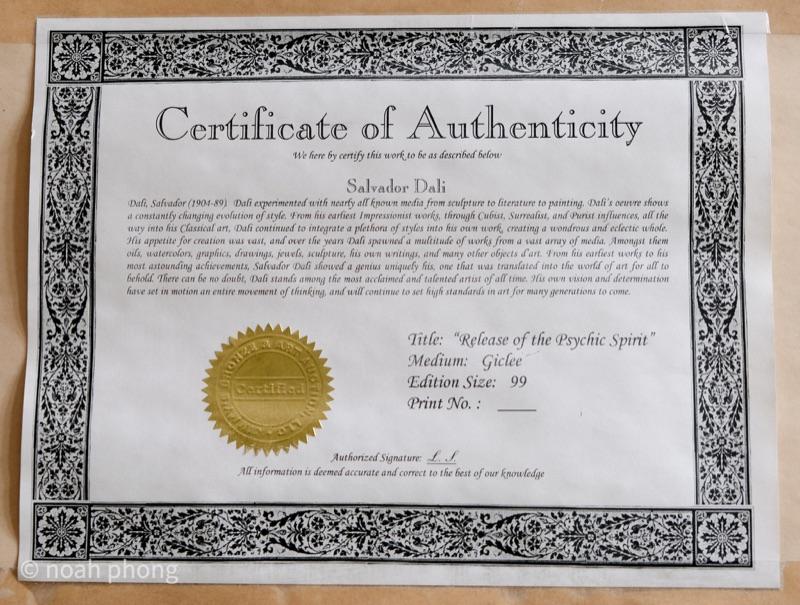 Certificate of Authenticity
We here by certify this work to be as described below
Salvador Dali
Dali, Salvador (1904-89) Dali experimented with nearly all known media from sculpture to literature to painting. Dali's oeuvre shows
a constantly changing evolution of style. From his earliest Impressionist works, through Cubist, Surrealist, and Purist influences, all the
way into his Classical art, Dali continued to integrate a plethora of styles into his own work, creating a wondrous and eclectic whole.
His appetite for creation was vast, and over the years Dali spawned a multitude of works from a vast array of media. Amongst them
oils, watercolors, graphics, drawings, jewels, sculpture, his own writings, and many other objects d'art. From his earliest works to his
most astounding achievements, Salvador Dali showed a genius uniquely his, one that was translated into the world of art for all to
behold. There can be no doubt, Dali stands among the most acclaimed and talented artist of all time. His own vision and determination
have set in motion an entire movement of thinking, and will continue to set high standards in art for many generations to come.
Title: "Release of the Psychic Spirit"
Medium: Giclee
Edition Size: 99
Print No. :
BRONZE & ART AUCTION
Certified
Authorized Signature: L. S.
All information is deemed accurate and correct to the best of our knowledge
© noah phong